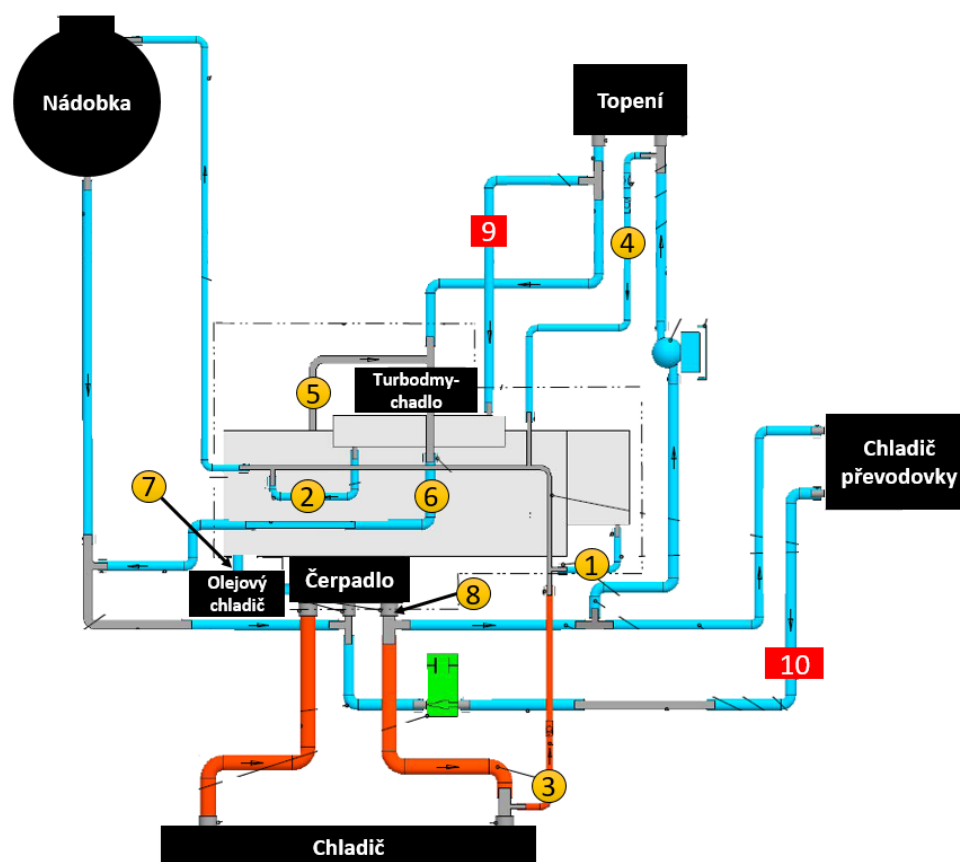 Nádobka
Topení
9
4
5
Turbodmy-
chadlo
Chladič
převodovky
7
2
6
1
Olejový
chladič
Čerpadlo
8
10
3
Chladič